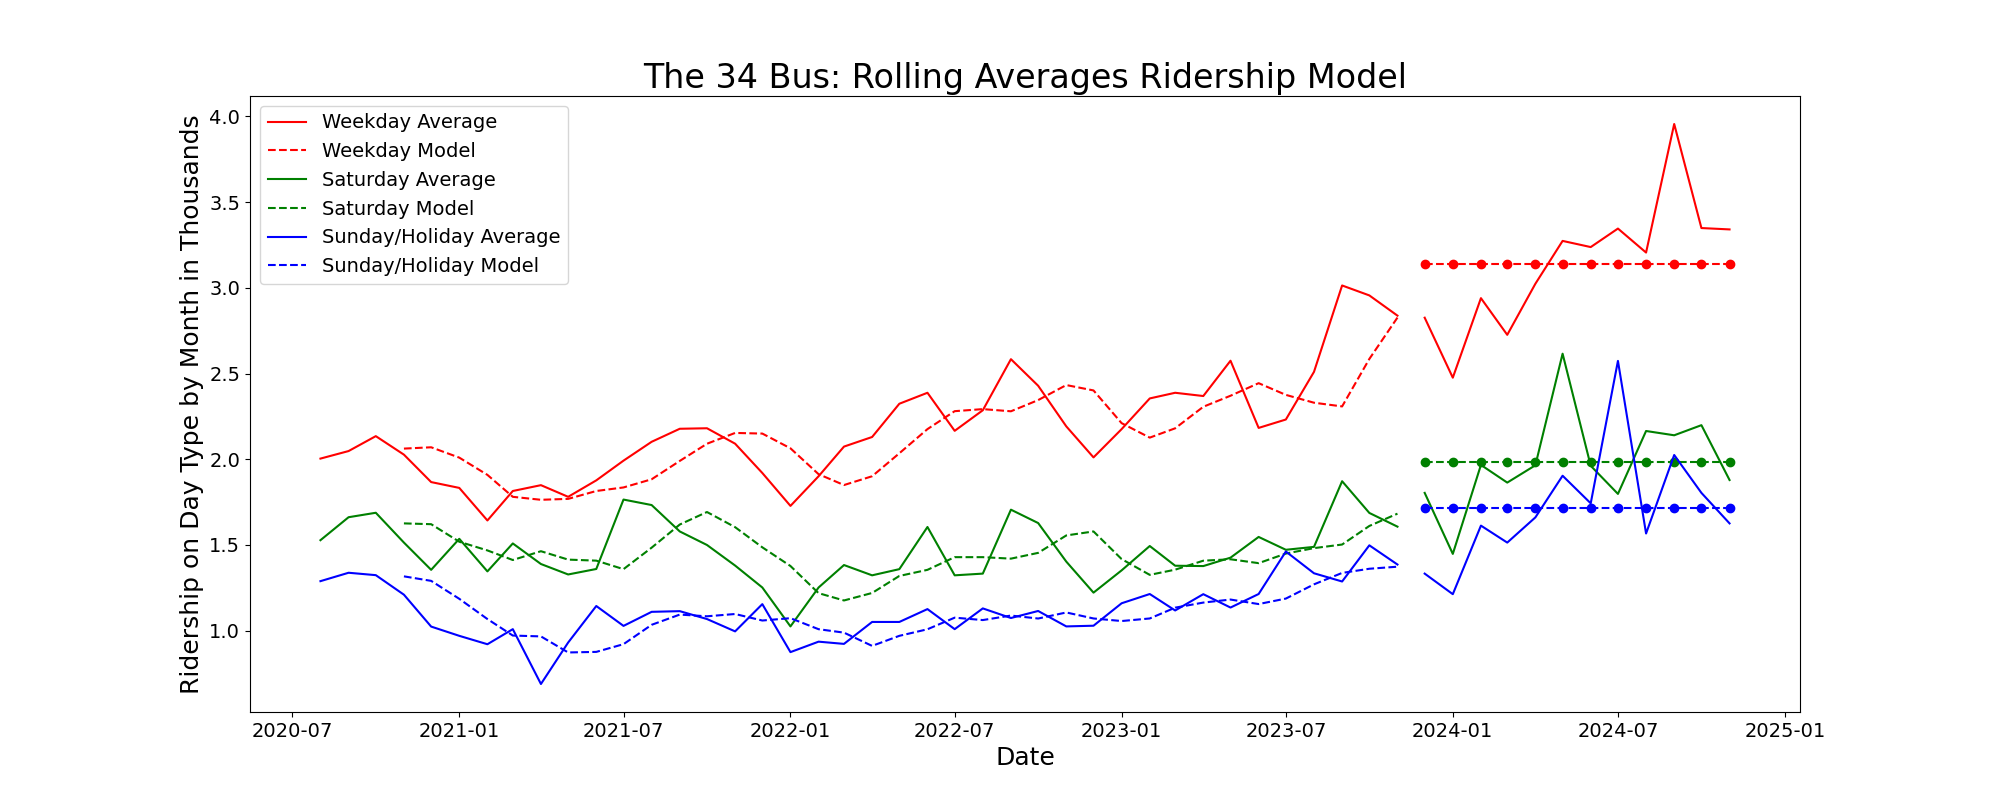 The 34 Bus: Rolling Averages Ridership Model
Ridership on Day Type by Month in Thousands
4.0
3.5
3.0
2.5
2.0
1.5
1.0
Weekday Average
Weekday Model
Saturday Average
Saturday Model
Sunday/Holiday Average
Sunday/Holiday Model
2020-07 2021-01 2021-07 2022-01 2022-07 2023-01 2023-07 2024-01 2024-07 2025-01
Date